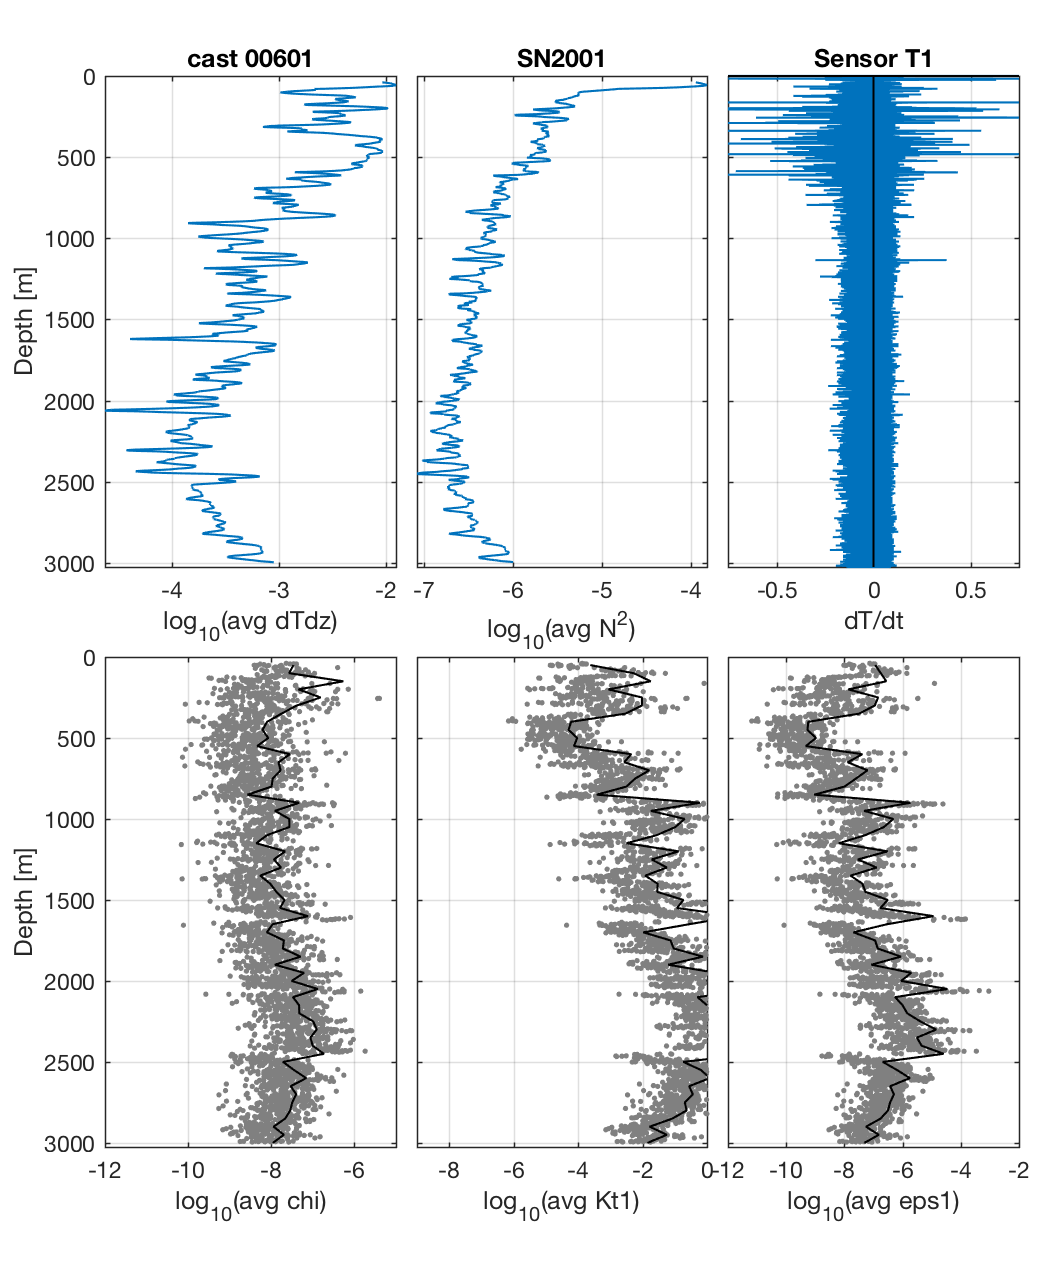 cast 00601 SN2001 Sensor T1
0
500
1000
1500
2000
2500
3000
Depth [m]
-4 -3 -2 -7 -6 -5 -4 -0.5 0 0.5
log10(avg dTdz) log10(avg N2) dT/dt
0
500
1000
1500
2000
2500
3000
Depth [m]
-12 -10 -8 -6 -8 -6 -4 -2 0 -12 -10 -8 -6 -4 -2
log10(avg chi) log10(avg Kt1) log10(avg eps1)